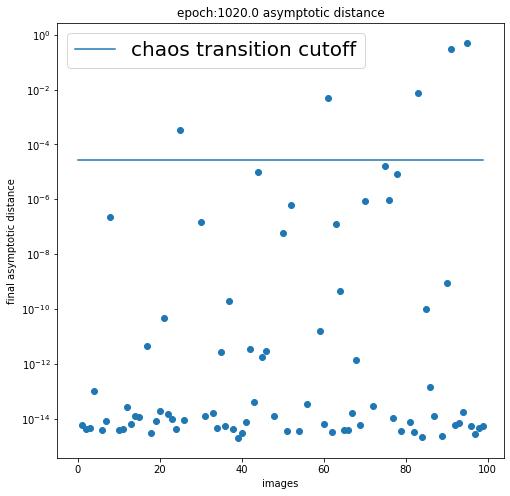 epoch:1020.0 asymptotic distance
chaos transition cutoff
final asymptotic distance
10^0
10^-2
10^-4
10^-6
10^-8
10^-10
10^-12
10^-14
0 20 40 60 80 100
images